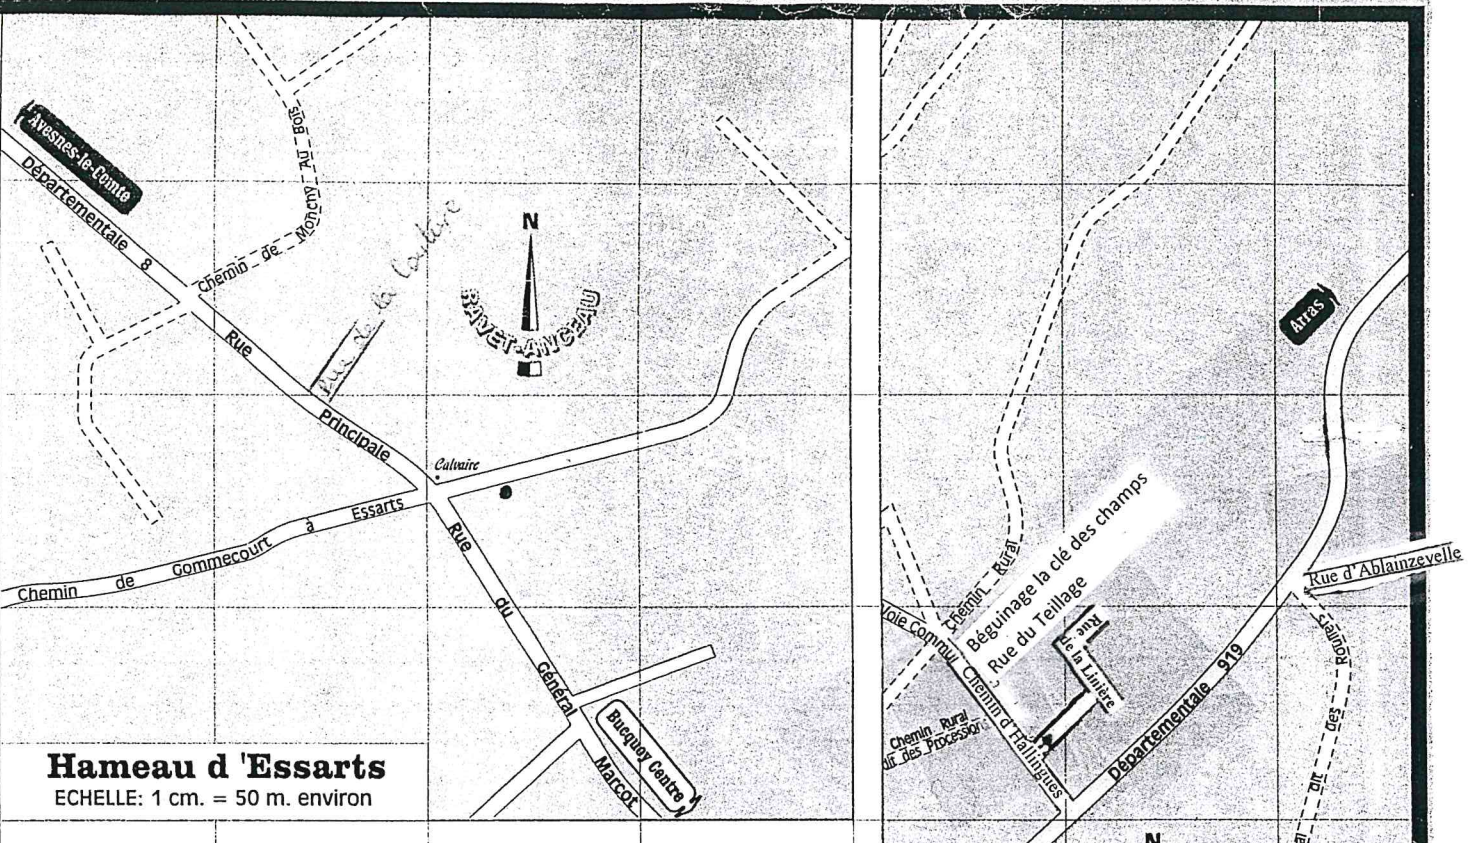 Avesnes-le-Comte
Départementale 8
Chemin de Monchy Au Bois
Rue de la Couture
N
RAVET-ANCEAU
Rue Principale
Calvaire
Chemin de Gommecourt à Essarts
Rue du Général Marcot
Bucquoy Centre
Hameau d 'Essarts
ECHELLE: 1 cm. = 50 m. environ
Arras
Rue d'Ablainzevelle
Chemin Rural
Béguinage la clé des champs
Rue du Teillage
Rue de la Linière
Voie Commu
Chemin d'Hallingues
Chemin Rural
dit des Processions
Départementale 919
al dit des Rouliers
N